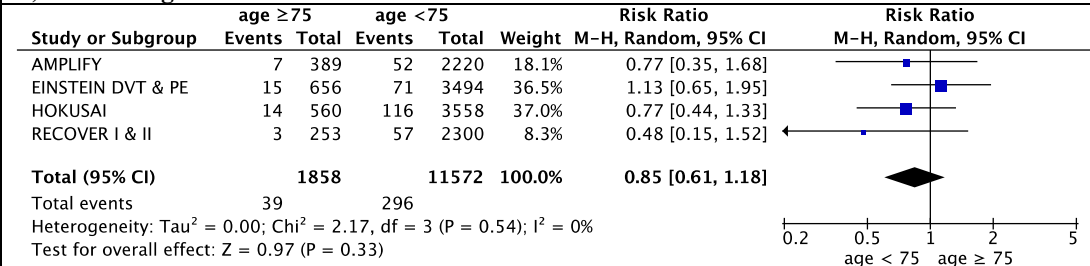 age ≥75 age <75 Risk Ratio Risk Ratio
Study or Subgroup Events Total Events Total Weight M-H, Random, 95% CI M-H, Random, 95% CI
AMPLIFY 7 389 52 2220 18.1% 0.77 [0.35, 1.68]
EINSTEIN DVT & PE 15 656 71 3494 36.5% 1.13 [0.65, 1.95]
HOKUSAI 14 560 116 3558 37.0% 0.77 [0.44, 1.33]
RECOVER I & II 3 253 57 2300 8.3% 0.48 [0.15, 1.52]
Total (95% CI) 1858 11572 100.0% 0.85 [0.61, 1.18]
Total events 39 296
Heterogeneity: Tau² = 0.00; Chi² = 2.17, df = 3 (P = 0.54); I² = 0%
Test for overall effect: Z = 0.97 (P = 0.33)
0.2 0.5 1 2 5
age < 75 age ≥ 75